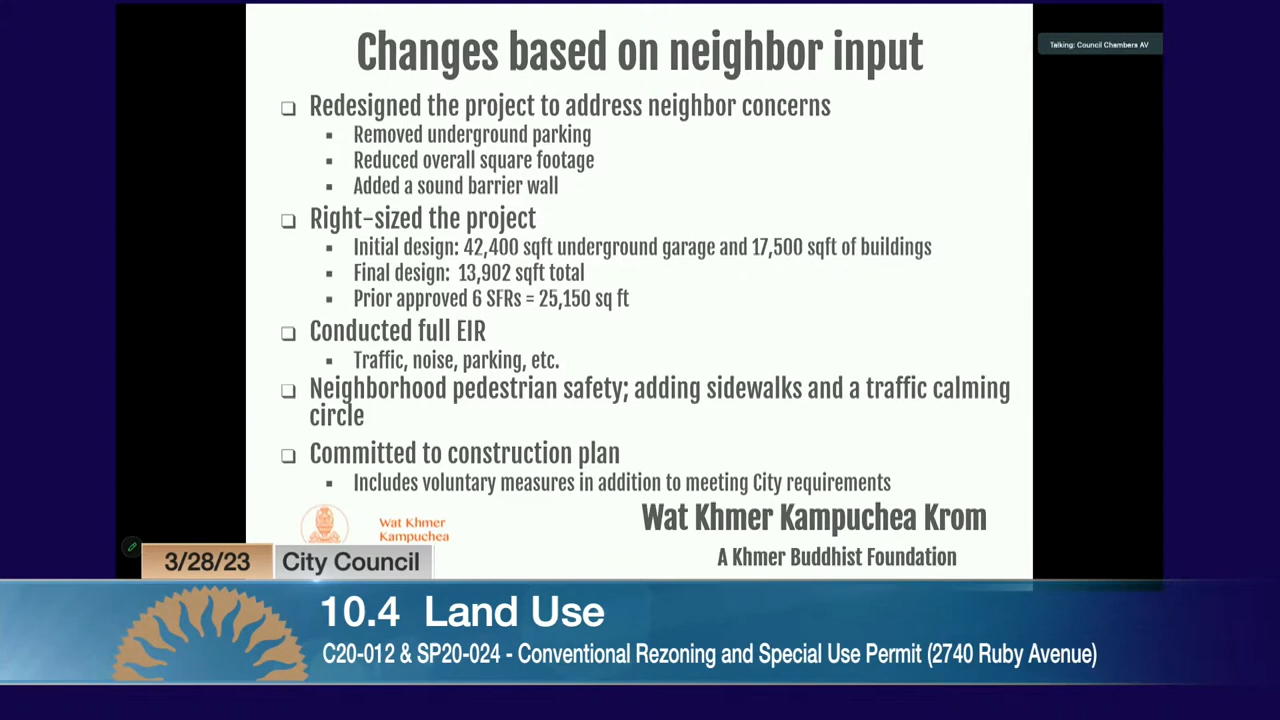 Changes based on neighbor input
Talking: Council Chambers AV
❑ Redesigned the project to address neighbor concerns
▪ Removed underground parking
▪ Reduced overall square footage
▪ Added a sound barrier wall
❑ Right-sized the project
▪ Initial design: 42,400 sqft underground garage and 17,500 sqft of buildings
▪ Final design: 13,902 sqft total
▪ Prior approved 6 SFRs = 25,150 sq ft
❑ Conducted full EIR
▪ Traffic, noise, parking, etc.
❑ Neighborhood pedestrian safety; adding sidewalks and a traffic calming
circle
❑ Committed to construction plan
▪ Includes voluntary measures in addition to meeting City requirements
Wat Khmer
Kampuchea
Wat Khmer Kampuchea Krom
A Khmer Buddhist Foundation
3/28/23 City Council
10.4 Land Use
C20-012 & SP20-024 - Conventional Rezoning and Special Use Permit (2740 Ruby Avenue)